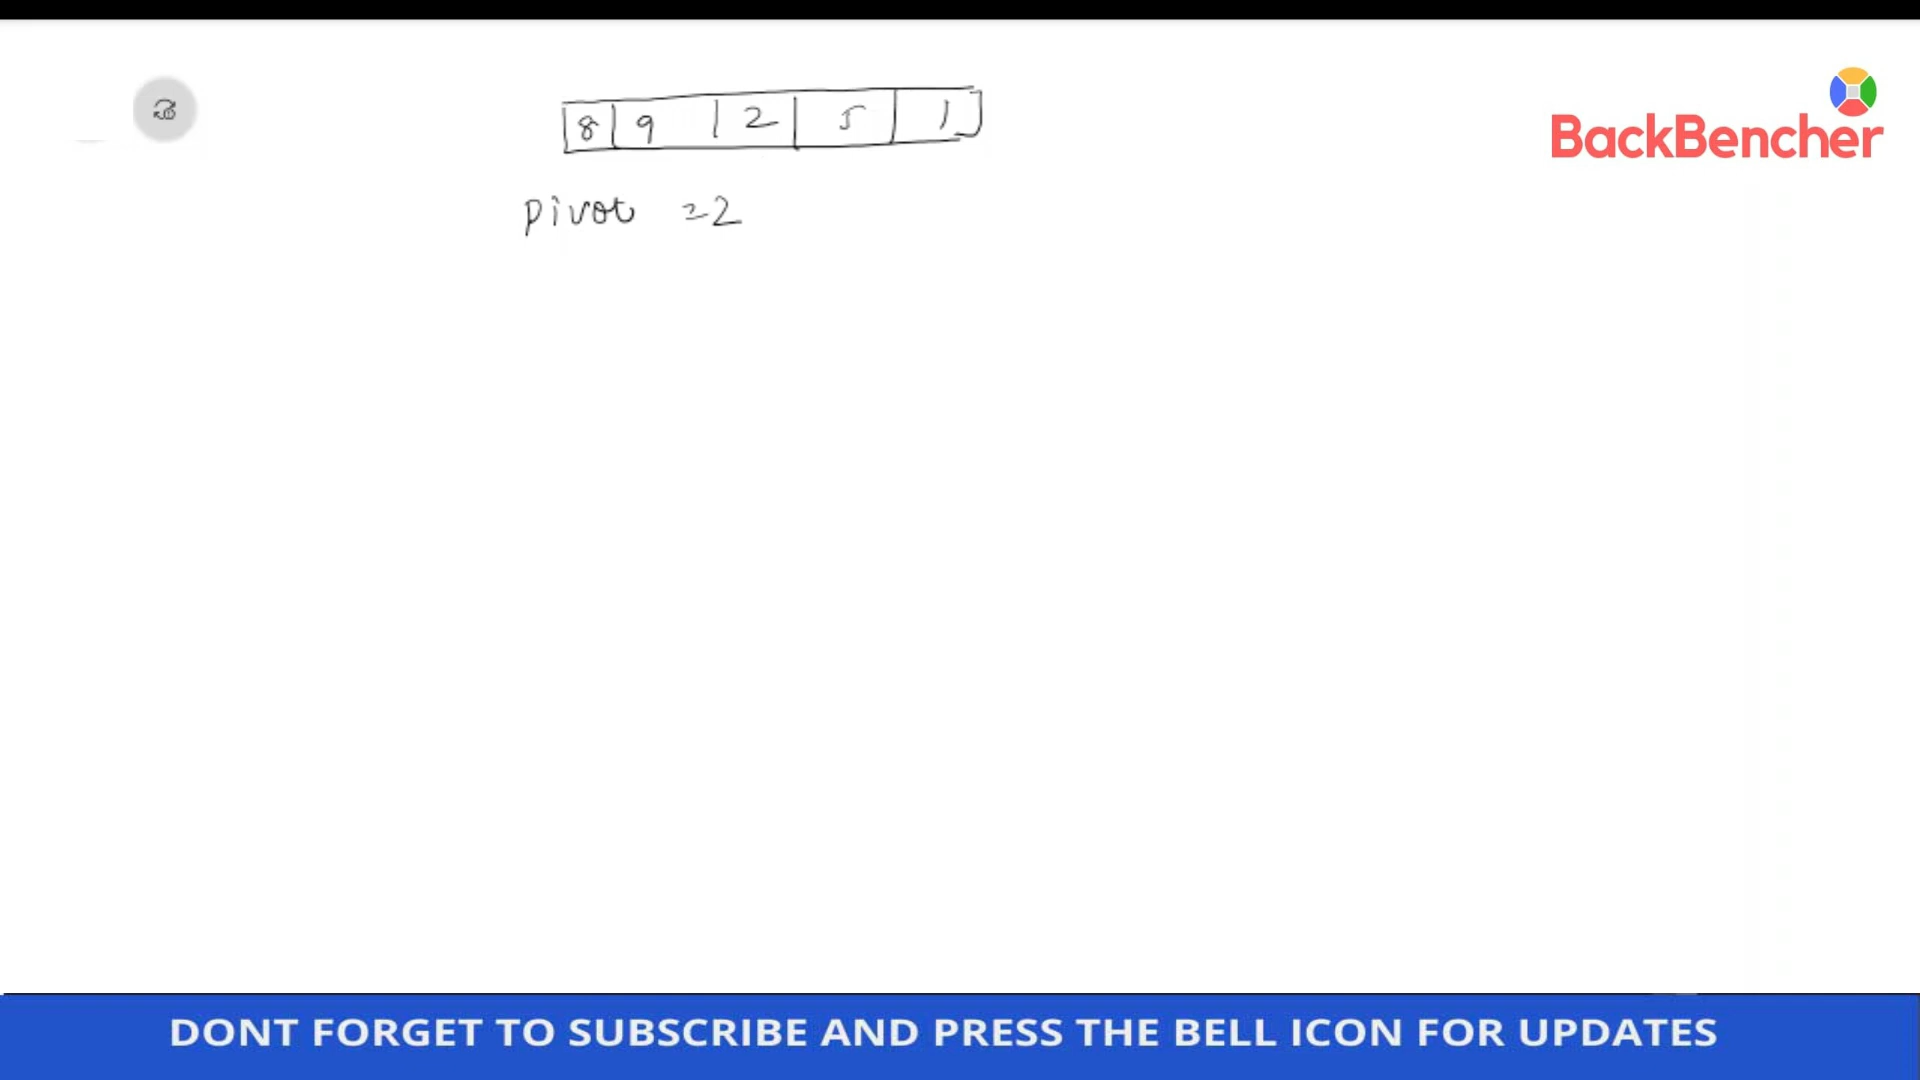 8 9 2 5 1
BackBencher
pivot =2
DONT FORGET TO SUBSCRIBE AND PRESS THE BELL ICON FOR UPDATES